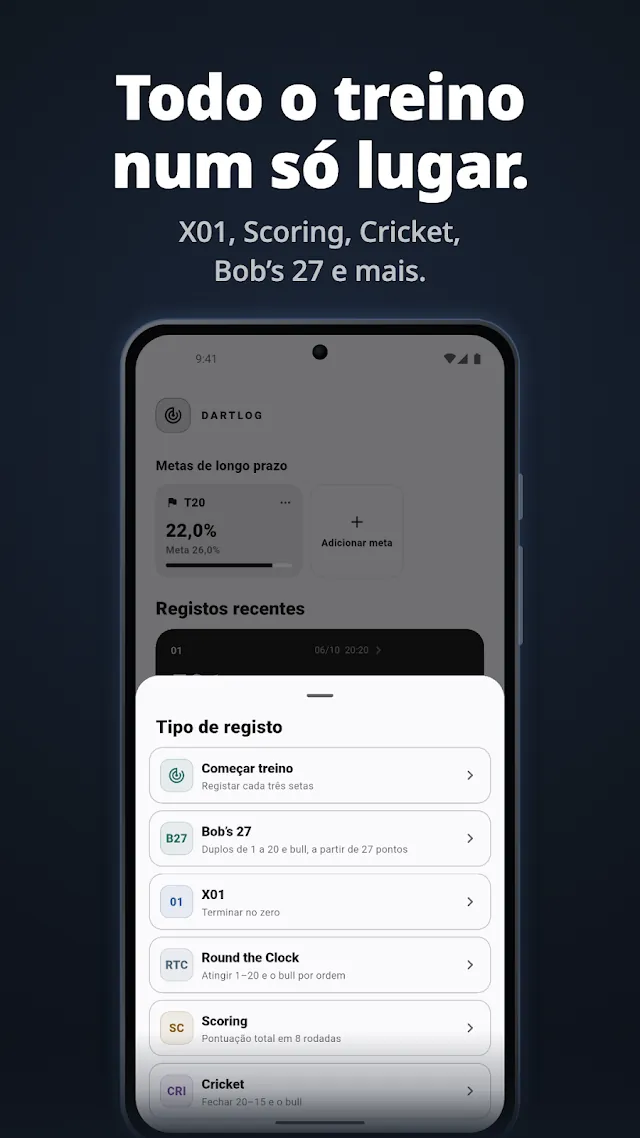 Todo o treino
num só lugar.
X01, Scoring, Cricket,
Bob’s 27 e mais.
9:41
DARTLOG
Metas de longo prazo
T20 ...
22,0%
Meta 26,0%
+
Adicionar meta
Registos recentes
01 06/10 20:20 >
Tipo de registo
Começar treino
Registar cada três setas
B27 Bob’s 27
Duplos de 1 a 20 e bull, a partir de 27 pontos
01 X01
Terminar no zero
RTC Round the Clock
Atingir 1–20 e o bull por ordem
SC Scoring
Pontuação total em 8 rodadas
CRI Cricket
Fechar 20–15 e o bull